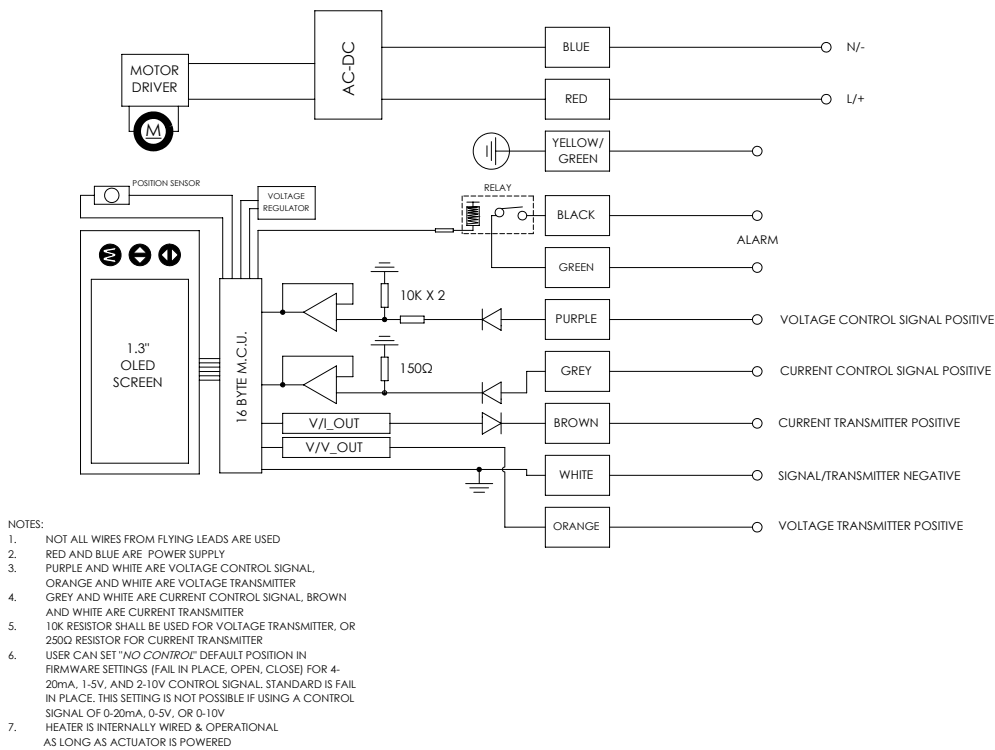 BLUE
N/-
MOTOR
DRIVER
AC-DC
RED
L/+
M
YELLOW/
GREEN
POSITION SENSOR
VOLTAGE
REGULATOR
RELAY
BLACK
ALARM
GREEN
10K X 2
PURPLE
VOLTAGE CONTROL SIGNAL POSITIVE
1.3"
OLED
SCREEN
16 BYTE M.C.U.
150Ω
GREY
CURRENT CONTROL SIGNAL POSITIVE
V/I_OUT
BROWN
CURRENT TRANSMITTER POSITIVE
V/V_OUT
WHITE
SIGNAL/TRANSMITTER NEGATIVE
ORANGE
VOLTAGE TRANSMITTER POSITIVE
NOTES:
1. NOT ALL WIRES FROM FLYING LEADS ARE USED
2. RED AND BLUE ARE POWER SUPPLY
3. PURPLE AND WHITE ARE VOLTAGE CONTROL SIGNAL,
ORANGE AND WHITE ARE VOLTAGE TRANSMITTER
4. GREY AND WHITE ARE CURRENT CONTROL SIGNAL, BROWN
AND WHITE ARE CURRENT TRANSMITTER
5. 10K RESISTOR SHALL BE USED FOR VOLTAGE TRANSMITTER, OR
250Ω RESISTOR FOR CURRENT TRANSMITTER
6. USER CAN SET "NO CONTROL" DEFAULT POSITION IN
FIRMWARE SETTINGS (FAIL IN PLACE, OPEN, CLOSE) FOR 4-
20mA, 1-5V, AND 2-10V CONTROL SIGNAL. STANDARD IS FAIL
IN PLACE. THIS SETTING IS NOT POSSIBLE IF USING A CONTROL
SIGNAL OF 0-20mA, 0-5V, OR 0-10V
7. HEATER IS INTERNALLY WIRED & OPERATIONAL
AS LONG AS ACTUATOR IS POWERED